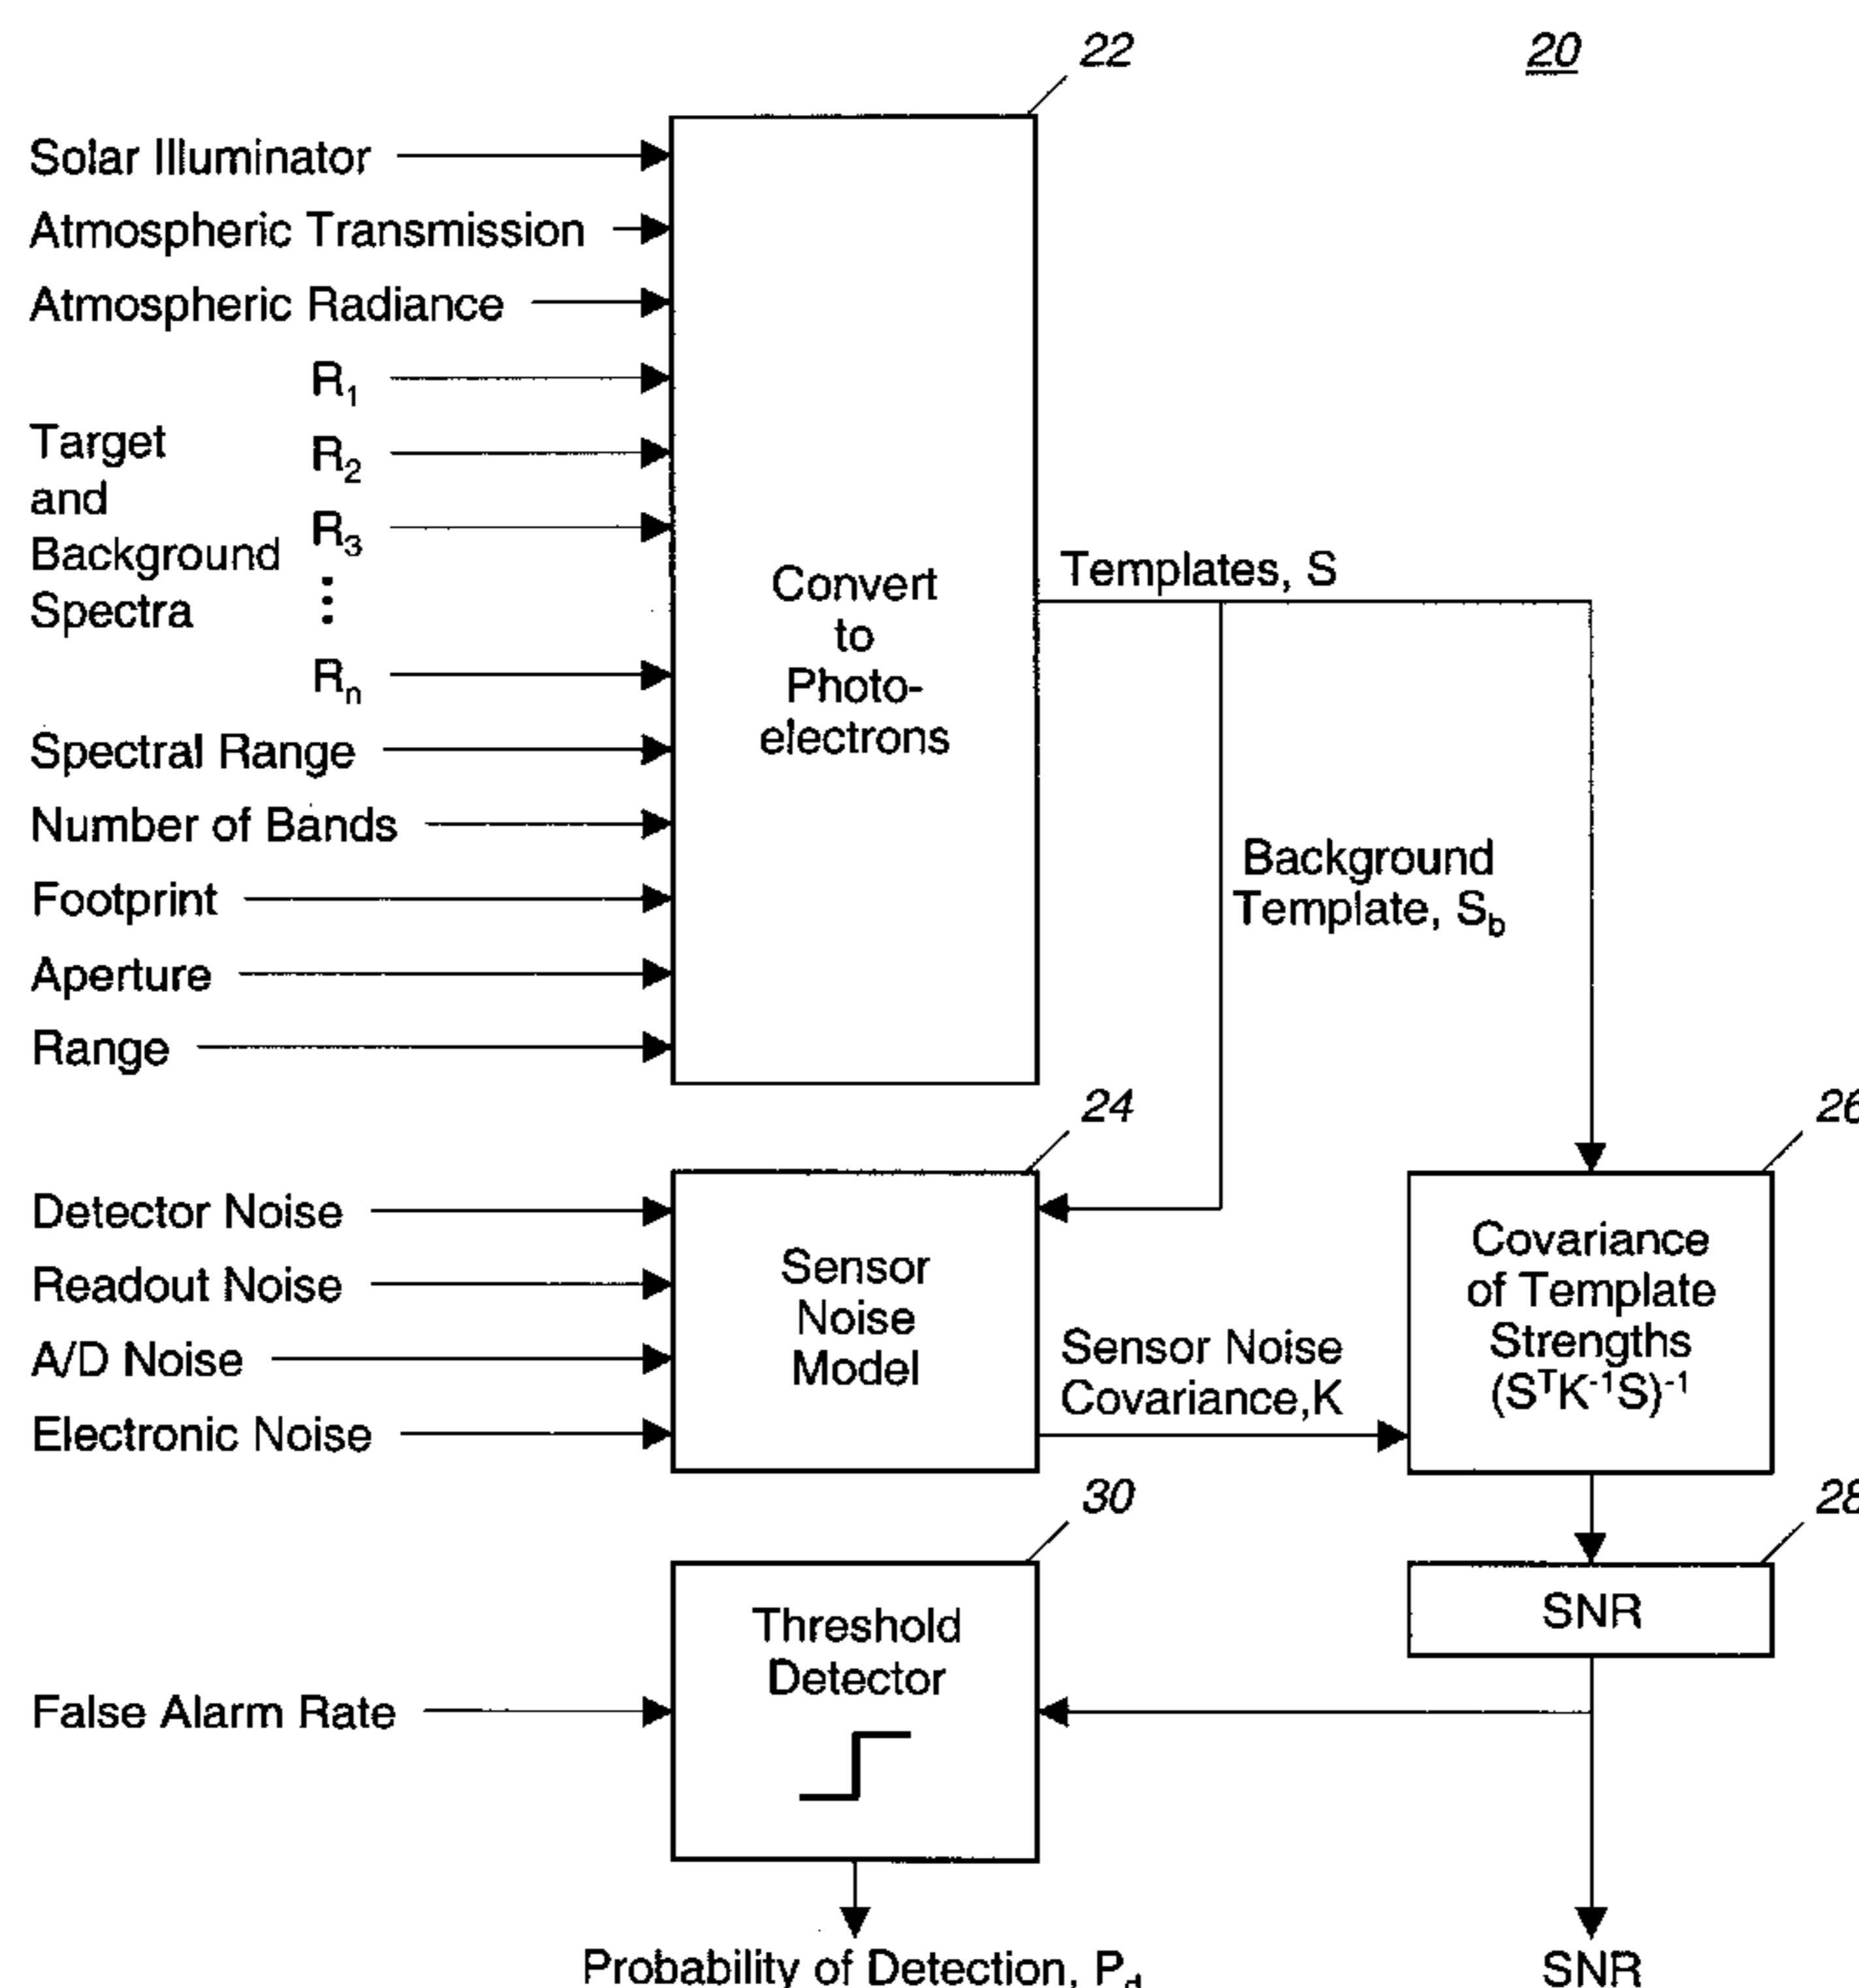 22
20
Solar Illuminator
Atmospheric Transmission
Atmospheric Radiance
R₁
Target
and
Background
Spectra
R₂
R₃
⋮
Rₙ
Spectral Range
Number of Bands
Footprint
Aperture
Range
Convert
to
Photo-
electrons
Templates, S
Background
Template, S_b
24
26
Detector Noise
Readout Noise
A/D Noise
Electronic Noise
Sensor
Noise
Model
Sensor Noise
Covariance,K
Covariance
of Template
Strengths
(SᵀK⁻¹S)⁻¹
30
28
False Alarm Rate
Threshold
Detector
SNR
Probability of Detection, P_d
SNR